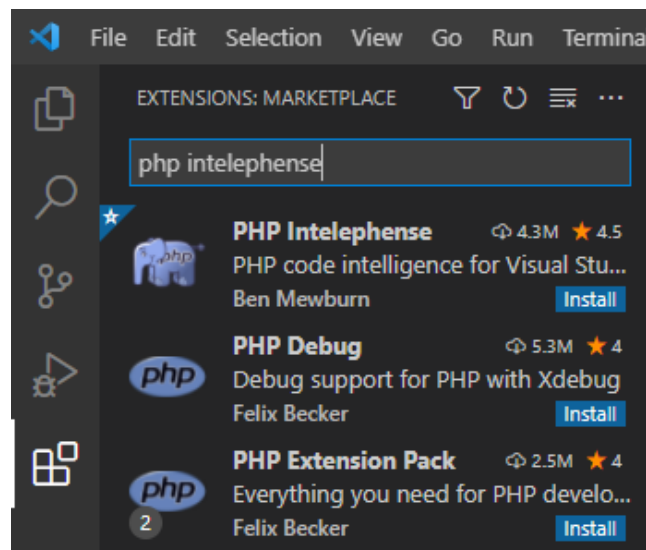 File Edit Selection View Go Run Termina
EXTENSIONS: MARKETPLACE
php intelephense
php
PHP Intelephense 4.3M 4.5
PHP code intelligence for Visual Stu...
Ben Mewburn Install
php
PHP Debug 5.3M 4
Debug support for PHP with Xdebug
Felix Becker Install
php
2
PHP Extension Pack 2.5M 4
Everything you need for PHP develo...
Felix Becker Install